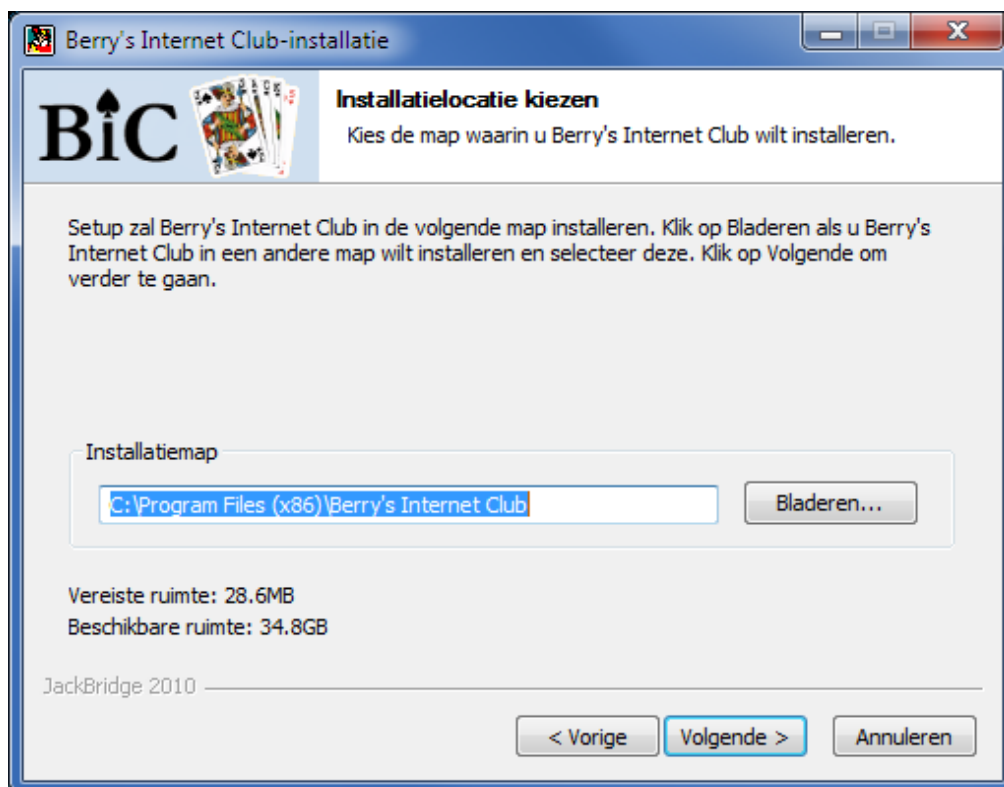 Berry's Internet Club-installatie
BiC
Installatielocatie kiezen
Kies de map waarin u Berry's Internet Club wilt installeren.
Setup zal Berry's Internet Club in de volgende map installeren. Klik op Bladeren als u Berry's
Internet Club in een andere map wilt installeren en selecteer deze. Klik op Volgende om
verder te gaan.
Installatiemap
C:\Program Files (x86)\Berry's Internet Club
Bladeren...
Vereiste ruimte: 28.6MB
Beschikbare ruimte: 34.8GB
JackBridge 2010
< Vorige
Volgende >
Annuleren